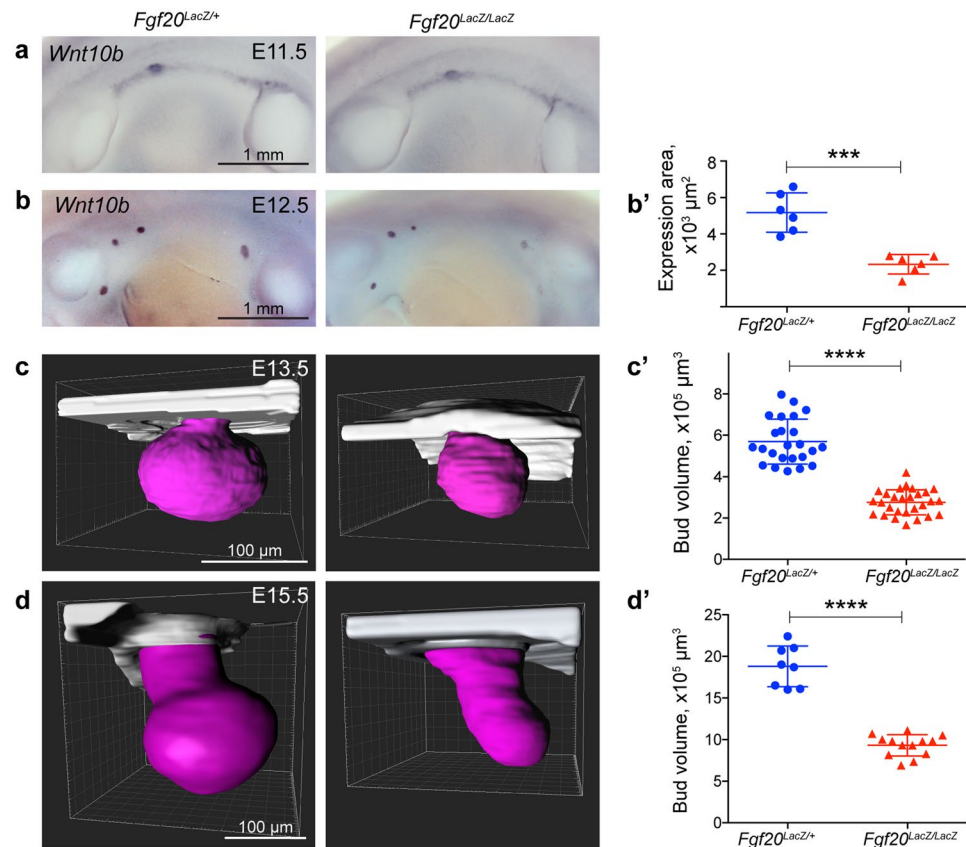 Fgf20LacZ/+
Fgf20LacZ/LacZ
a
Wnt10b
E11.5
1 mm
b
Wnt10b
E12.5
1 mm
b’
Expression area,
x10³ µm²
8
6
4
2
***
Fgf20LacZ/+
Fgf20LacZ/LacZ
c
E13.5
100 µm
c’
Bud volume, x10⁵ µm³
8
6
4
2
0
****
Fgf20LacZ/+
Fgf20LacZ/LacZ
d
E15.5
100 µm
d’
Bud volume, x10⁵ µm³
25
20
15
10
5
0
****
Fgf20LacZ/+
Fgf20LacZ/LacZ